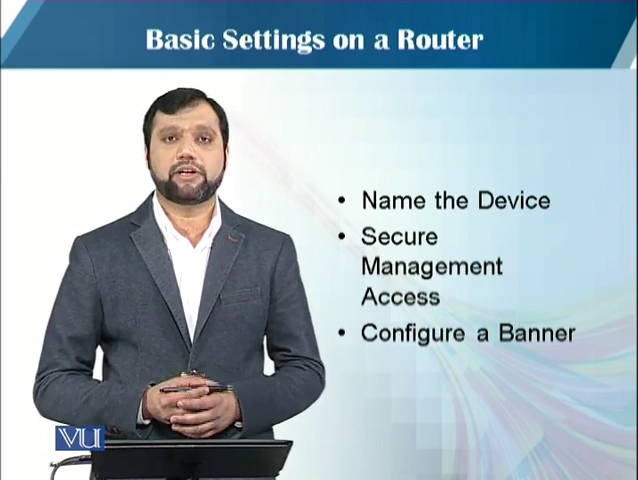 Basic Settings on a Router
• Name the Device
• Secure
Management
Access
• Configure a Banner
VU